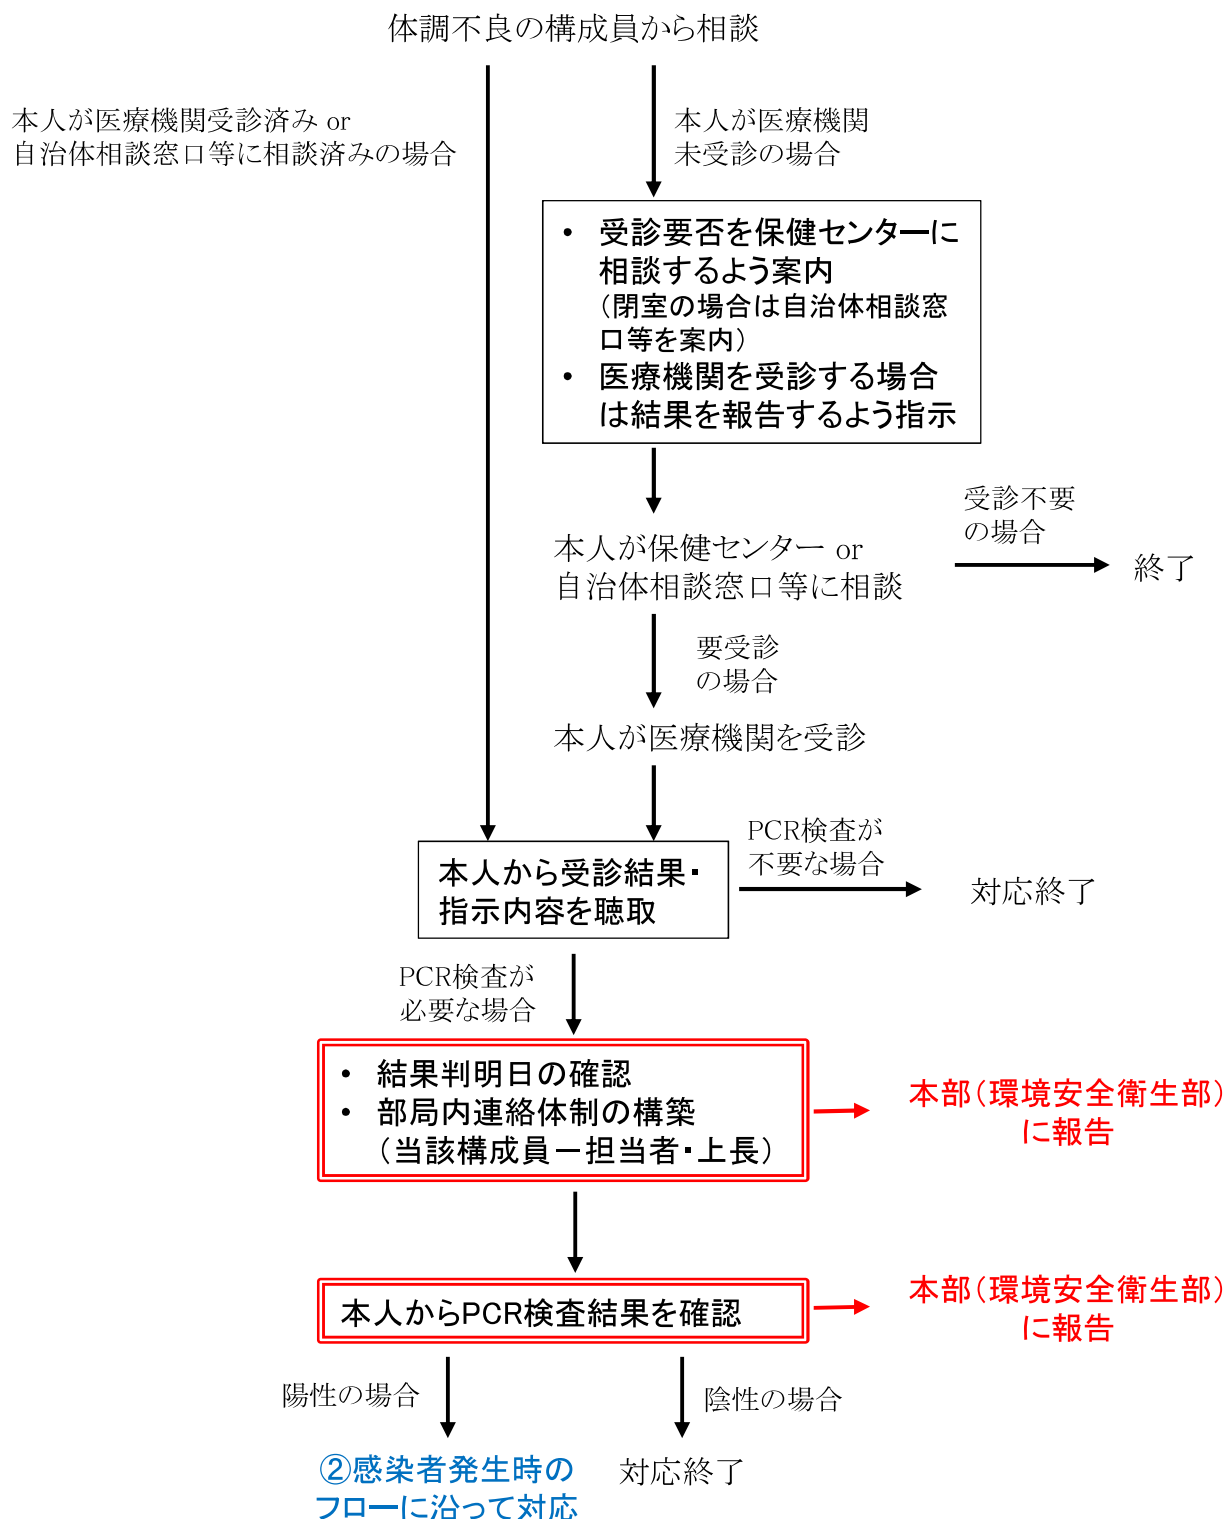 体調不良の構成員から相談
本人が医療機関受診済み or
自治体相談窓口等に相談済みの場合
本人が医療機関
未受診の場合
• 受診要否を保健センターに
相談するよう案内
(閉室の場合は自治体相談窓
口等を案内)
• 医療機関を受診する場合
は結果を報告するよう指示
受診不要
の場合
本人が保健センター or
自治体相談窓口等に相談
終了
要受診
の場合
本人が医療機関を受診
PCR検査が
不要な場合
本人から受診結果・
指示内容を聴取
対応終了
PCR検査が
必要な場合
• 結果判明日の確認
• 部局内連絡体制の構築
(当該構成員－担当者・上長)
本部(環境安全衛生部)
に報告
本人からPCR検査結果を確認
本部(環境安全衛生部)
に報告
陽性の場合
陰性の場合
②感染者発生時の
フローに沿って対応
対応終了